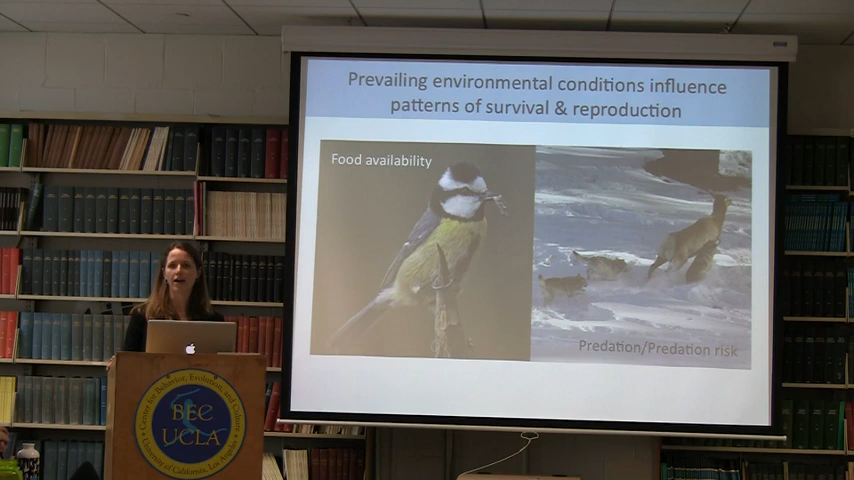 Prevailing environmental conditions influence
patterns of survival & reproduction
Food availability
Predation/Predation risk
Center for Behavior, Evolution, and Culture
BEC
UCLA
University of California, Los Angeles